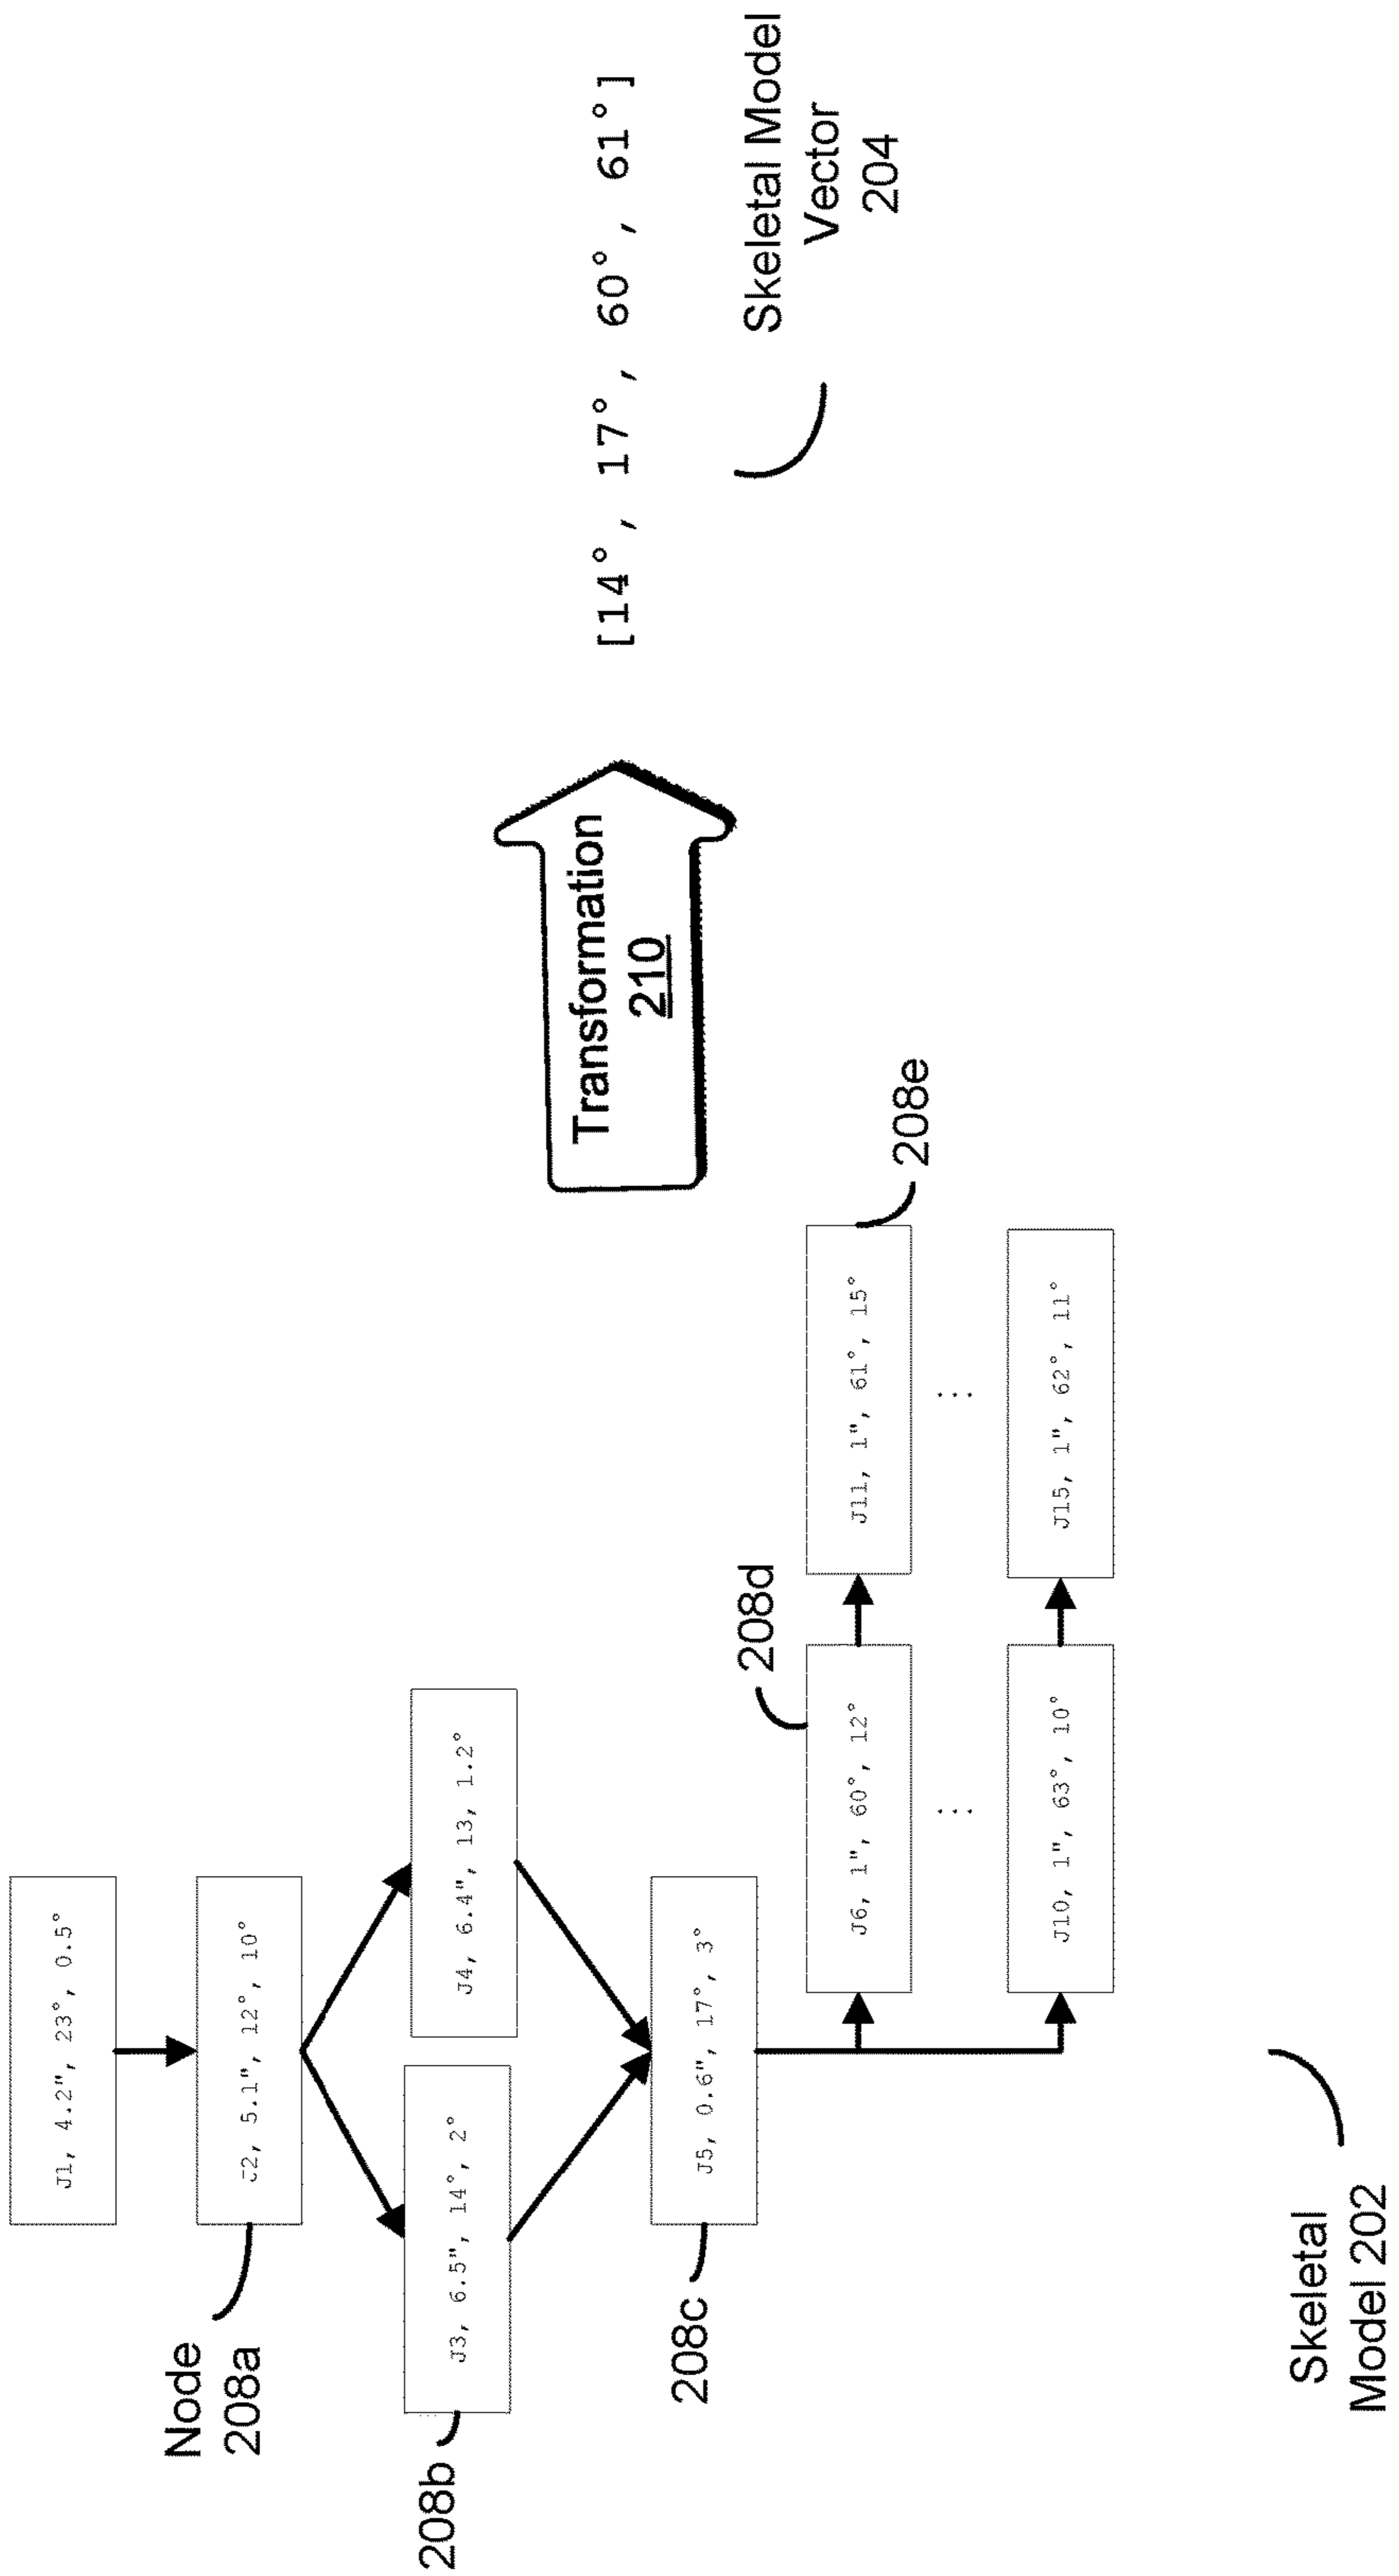 J1, 4.2", 23°, 0.5°
Node
208a
J2, 5.1", 12°, 10°
208b
J3, 6.5", 14°, 2°
J4, 6.4", 13, 1.2°
208c
J5, 0.6", 17°, 3°
208d
J6, 1", 60°, 12°
J11, 1", 61°, 15°
208e
...
...
J10, 1", 63°, 10°
J15, 1", 62°, 11°
Skeletal
Model 202
Transformation
210
[14°, 17°, 60°, 61°]
Skeletal Model
Vector
204